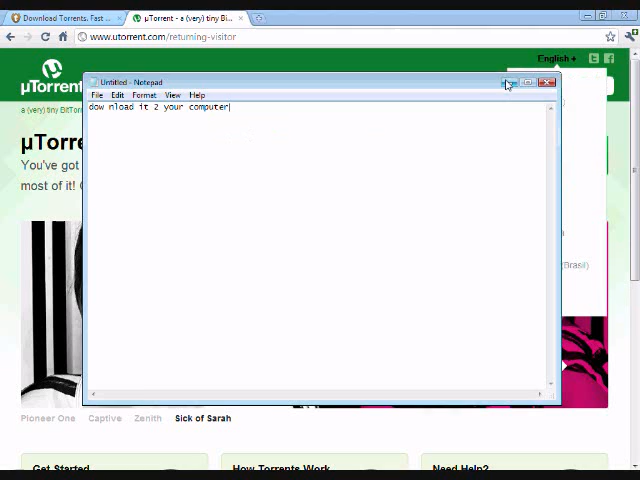 Download Torrents, Fast
µTorrent - a (very) tiny Bi...
www.utorrent.com/returning-visitor
English
µTorrent
Untitled - Notepad
File Edit Format View Help
dow nload it 2 your computer
a (very) tiny BitTorr
µTorre
You've got
most of it!
(Brasil)
Pioneer One Captive Zenith Sick of Sarah
Get Started How Torrents Work Need Help?